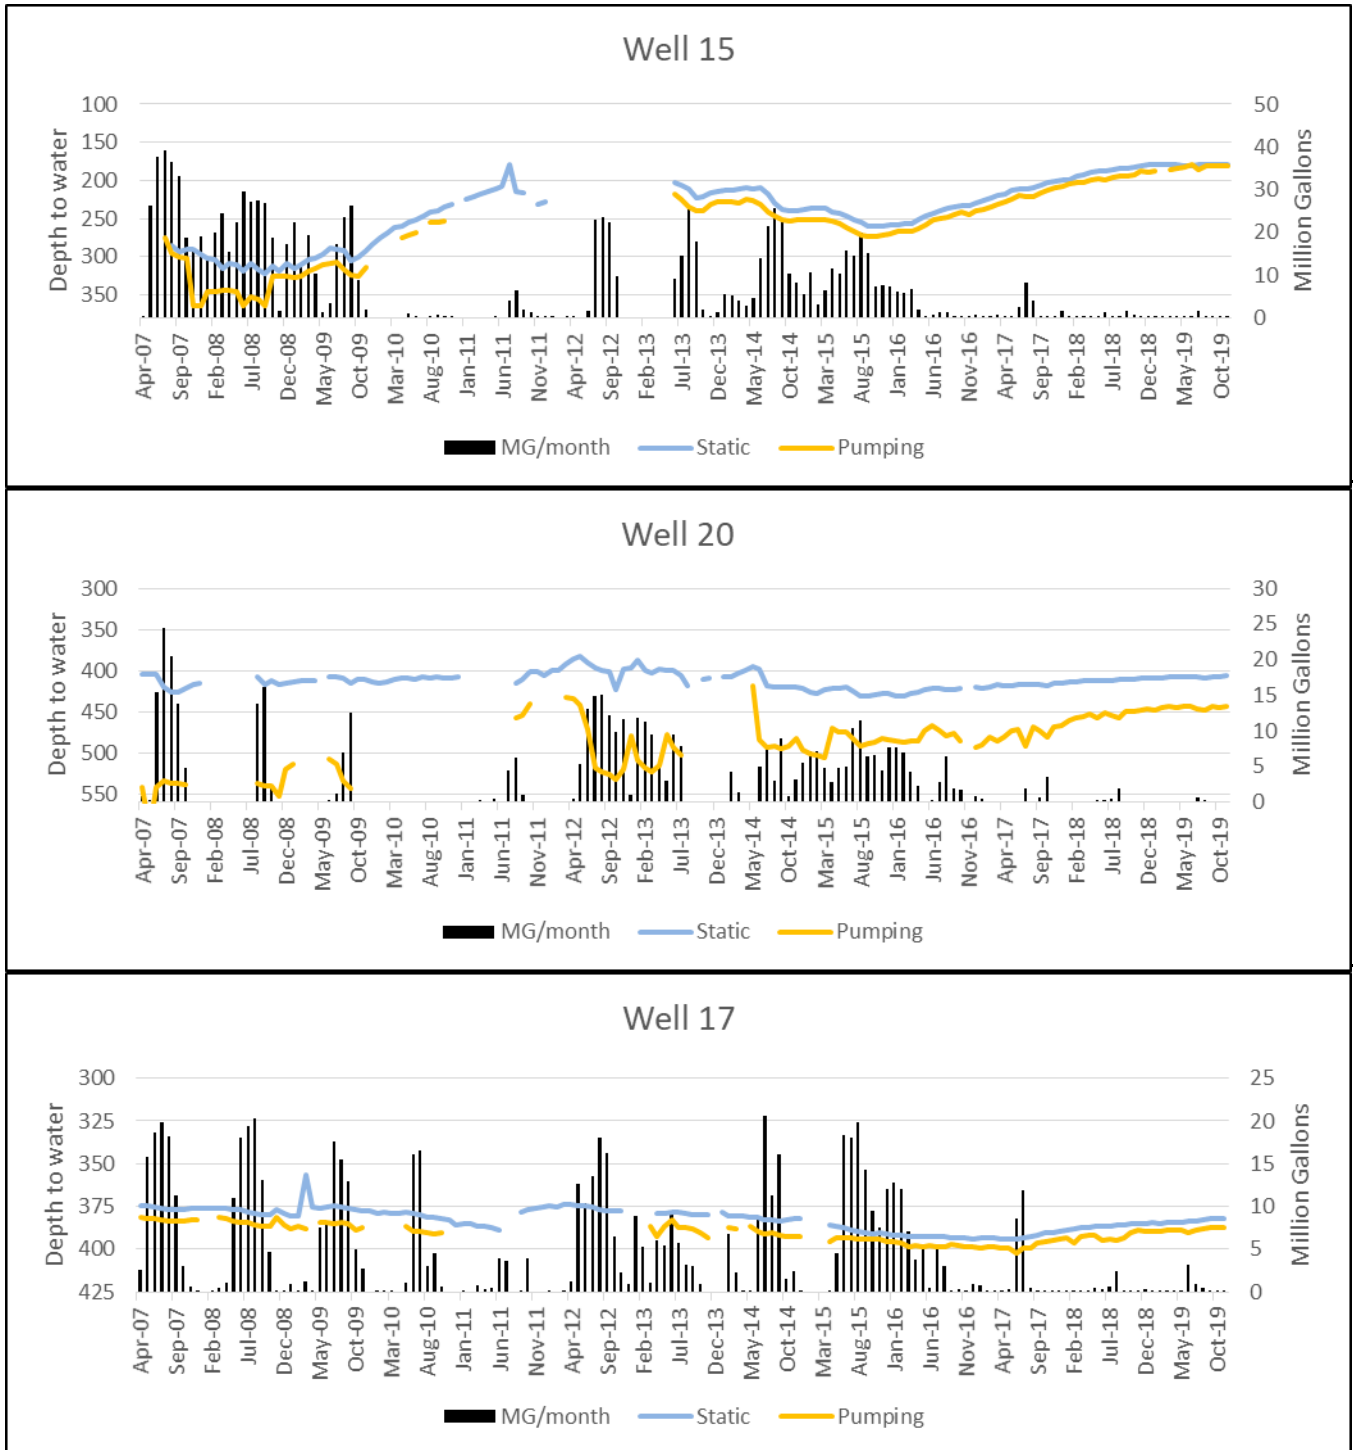 Well 15
Depth to water
100
150
200
250
300
350
50
40
30
20
10
0
Million Gallons
Apr-07 Sep-07 Feb-08 Jul-08 Dec-08 May-09 Oct-09 Mar-10 Aug-10 Jan-11 Jun-11 Nov-11 Apr-12 Sep-12 Feb-13 Jul-13 Dec-13 May-14 Oct-14 Mar-15 Aug-15 Jan-16 Jun-16 Nov-16 Apr-17 Sep-17 Feb-18 Jul-18 Dec-18 May-19 Oct-19
MG/month Static Pumping
Well 20
Depth to water
300
350
400
450
500
550
30
25
20
15
10
5
0
Million Gallons
Apr-07 Sep-07 Feb-08 Jul-08 Dec-08 May-09 Oct-09 Mar-10 Aug-10 Jan-11 Jun-11 Nov-11 Apr-12 Sep-12 Feb-13 Jul-13 Dec-13 May-14 Oct-14 Mar-15 Aug-15 Jan-16 Jun-16 Nov-16 Apr-17 Sep-17 Feb-18 Jul-18 Dec-18 May-19 Oct-19
MG/month Static Pumping
Well 17
Depth to water
300
325
350
375
400
425
25
20
15
10
5
0
Million Gallons
Apr-07 Sep-07 Feb-08 Jul-08 Dec-08 May-09 Oct-09 Mar-10 Aug-10 Jan-11 Jun-11 Nov-11 Apr-12 Sep-12 Feb-13 Jul-13 Dec-13 May-14 Oct-14 Mar-15 Aug-15 Jan-16 Jun-16 Nov-16 Apr-17 Sep-17 Feb-18 Jul-18 Dec-18 May-19 Oct-19
MG/month Static Pumping